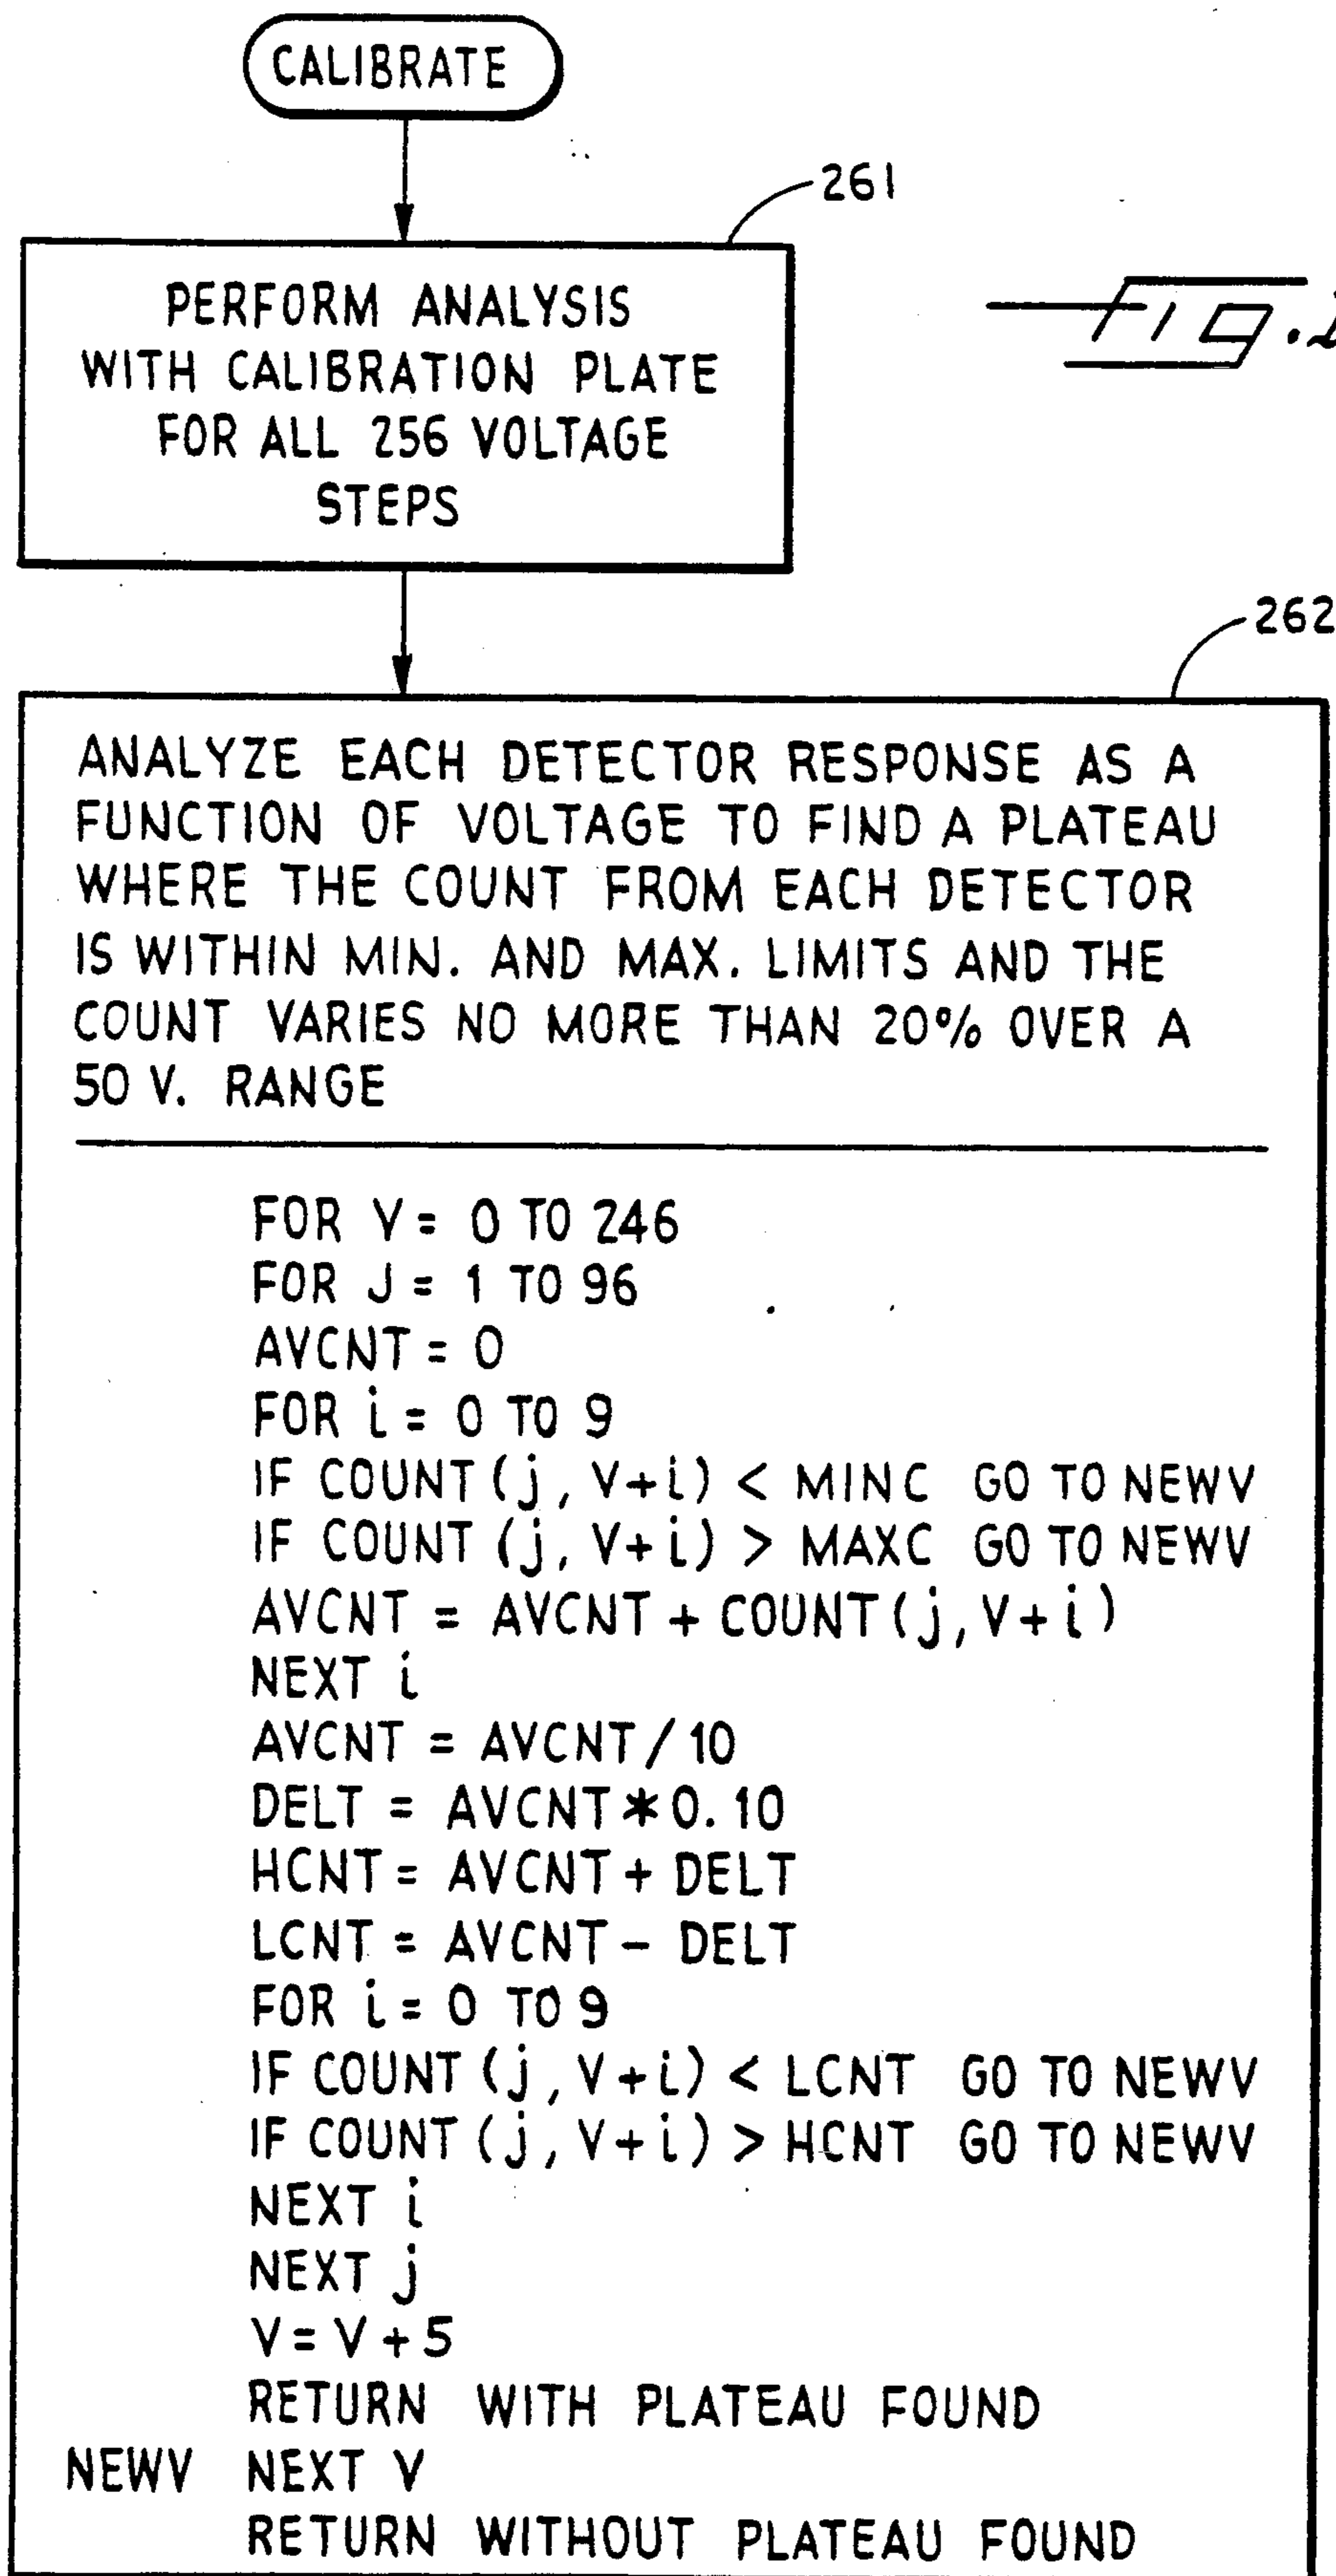 CALIBRATE
261
PERFORM ANALYSIS
WITH CALIBRATION PLATE
FOR ALL 256 VOLTAGE
STEPS
Fig.
262
ANALYZE EACH DETECTOR RESPONSE AS A
FUNCTION OF VOLTAGE TO FIND A PLATEAU
WHERE THE COUNT FROM EACH DETECTOR
IS WITHIN MIN. AND MAX. LIMITS AND THE
COUNT VARIES NO MORE THAN 20% OVER A
50 V. RANGE
FOR V = 0 TO 246
FOR J = 1 TO 96
AVCNT = 0
FOR i = 0 TO 9
IF COUNT (j, V+i) < MINC GO TO NEWV
IF COUNT (j, V+i) > MAXC GO TO NEWV
AVCNT = AVCNT + COUNT (j, V+i)
NEXT i
AVCNT = AVCNT / 10
DELT = AVCNT * 0.10
HCNT = AVCNT + DELT
LCNT = AVCNT - DELT
FOR i = 0 TO 9
IF COUNT (j, V+i) < LCNT GO TO NEWV
IF COUNT (j, V+i) > HCNT GO TO NEWV
NEXT i
NEXT j
V = V + 5
RETURN WITH PLATEAU FOUND
NEWV NEXT V
RETURN WITHOUT PLATEAU FOUND